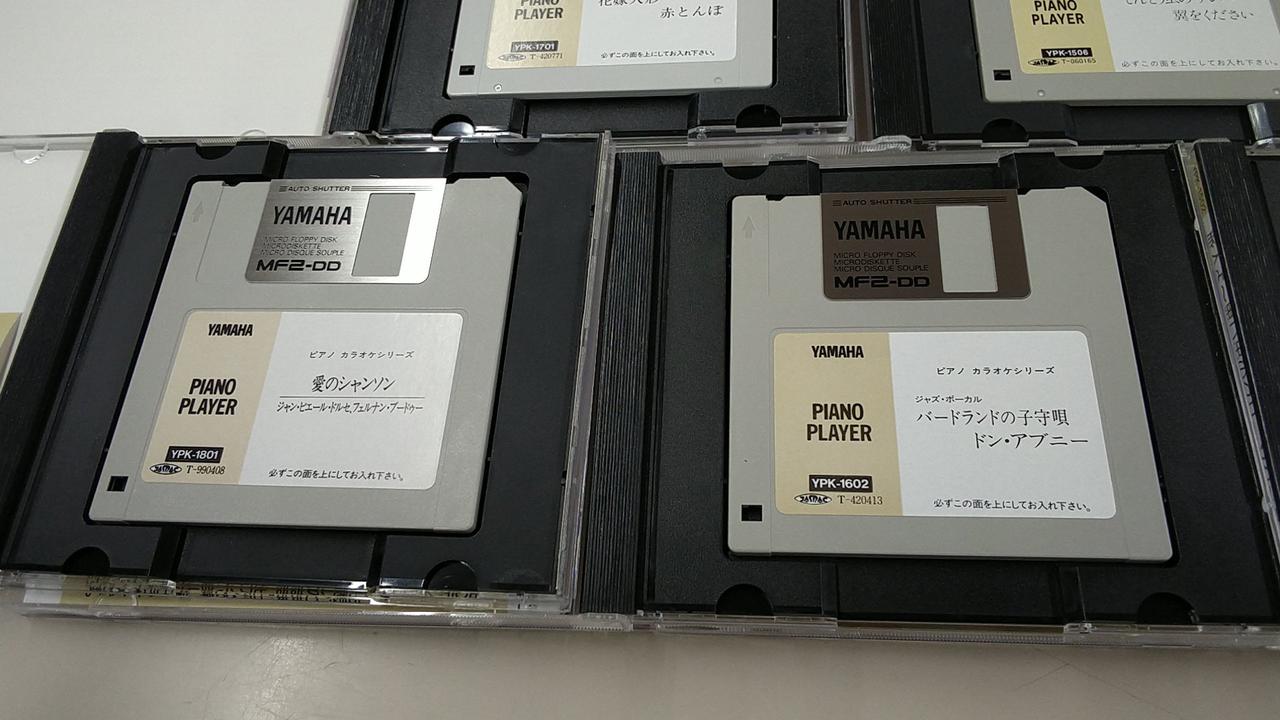 PIANO
PLAYER
YPK-1701
JASRAC T-420771
花嫁人形
赤とんぼ
必ずこの面を上にしてお入れ下さい。
PIANO
PLAYER
YPK-1506
JASRAC T-060165
翼をください
必ずこの面を上にしてお入れ下さい。
AUTO SHUTTER
YAMAHA
MICRO FLOPPY DISK
MICRODISKETTE
MICRO DISQUE SOUPLE
MF2-DD
YAMAHA
PIANO
PLAYER
YPK-1801
JASRAC T-990408
ピアノ カラオケシリーズ
愛のシャンソン
ジャン・ピエール・ドルセ,フェルナン・ブードゥー
必ずこの面を上にしてお入れ下さい。
AUTO SHUTTER
YAMAHA
MICRO FLOPPY DISK
MICRODISKETTE
MICRO DISQUE SOUPLE
MF2-DD
YAMAHA
PIANO
PLAYER
YPK-1602
JASRAC T-420413
ピアノ カラオケシリーズ
ジャズ・ボーカル
バードランドの子守唄
ドン・アブニー
必ずこの面を上にしてお入れ下さい。